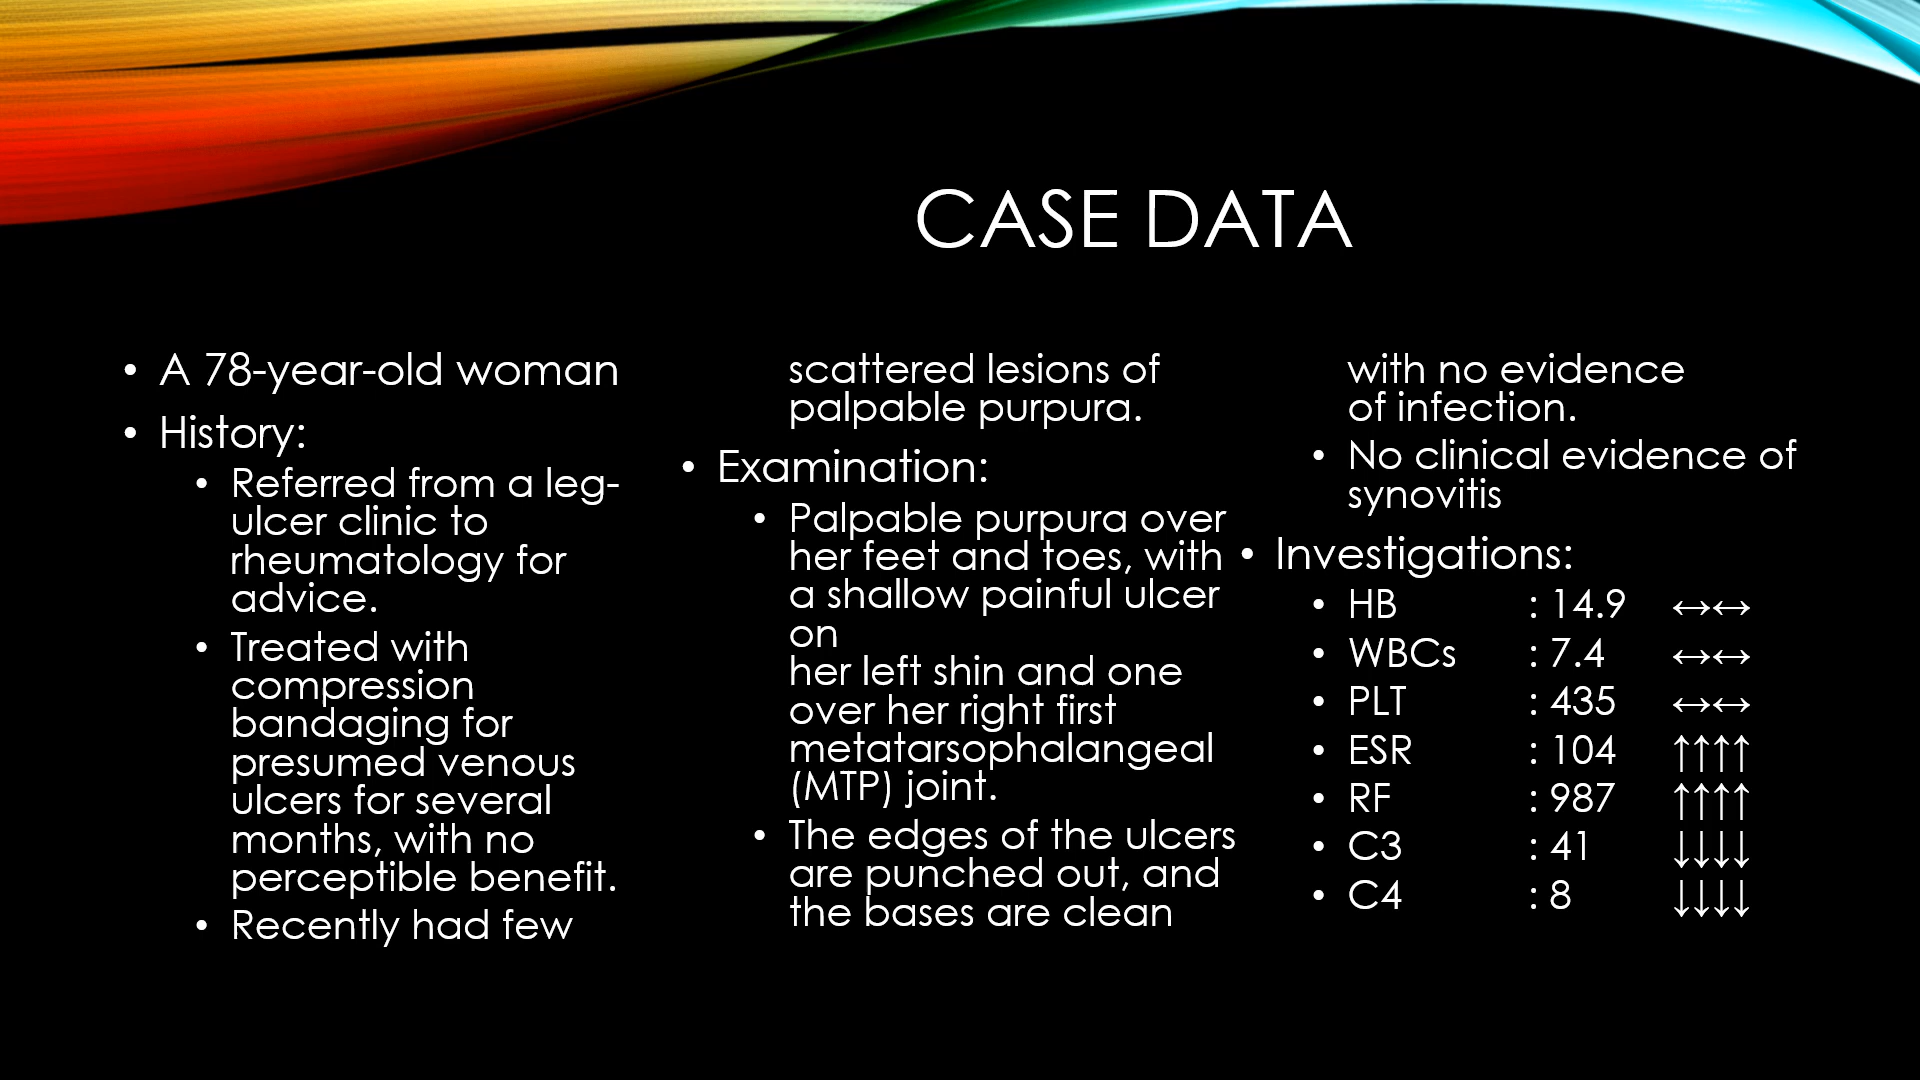 CASE DATA
• A 78-year-old woman
• History:
• Referred from a leg-
ulcer clinic to
rheumatology for
advice.
• Treated with
compression
bandaging for
presumed venous
ulcers for several
months, with no
perceptible benefit.
• Recently had few
scattered lesions of
palpable purpura.
• Examination:
• Palpable purpura over
her feet and toes, with
a shallow painful ulcer
on
her left shin and one
over her right first
metatarsophalangeal
(MTP) joint.
• The edges of the ulcers
are punched out, and
the bases are clean
with no evidence
of infection.
• No clinical evidence of
synovitis
• Investigations:
• HB : 14.9 ↔↔
• WBCs : 7.4 ↔↔
• PLT : 435 ↔↔
• ESR : 104 ↑↑↑↑
• RF : 987 ↑↑↑↑
• C3 : 41 ↓↓↓↓
• C4 : 8 ↓↓↓↓